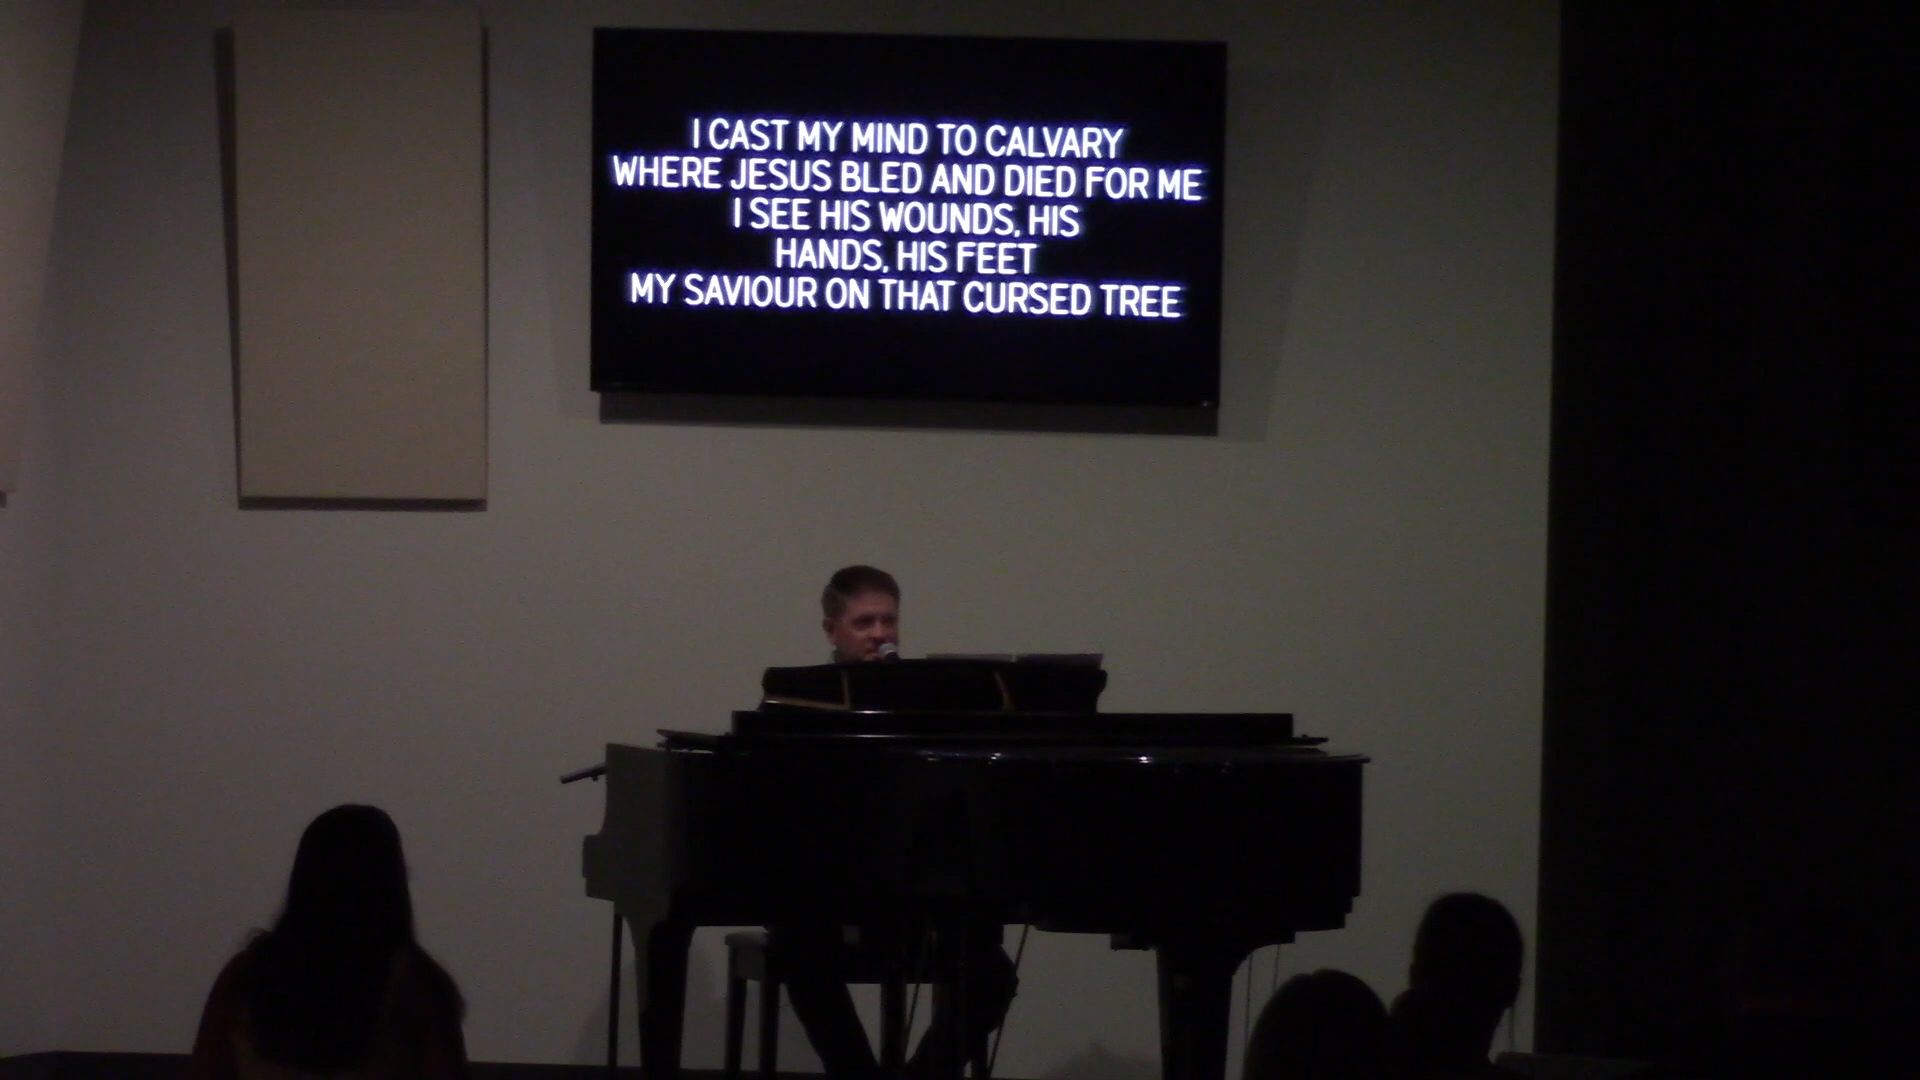 I CAST MY MIND TO CALVARY
WHERE JESUS BLED AND DIED FOR ME
I SEE HIS WOUNDS, HIS
HANDS, HIS FEET
MY SAVIOUR ON THAT CURSED TREE